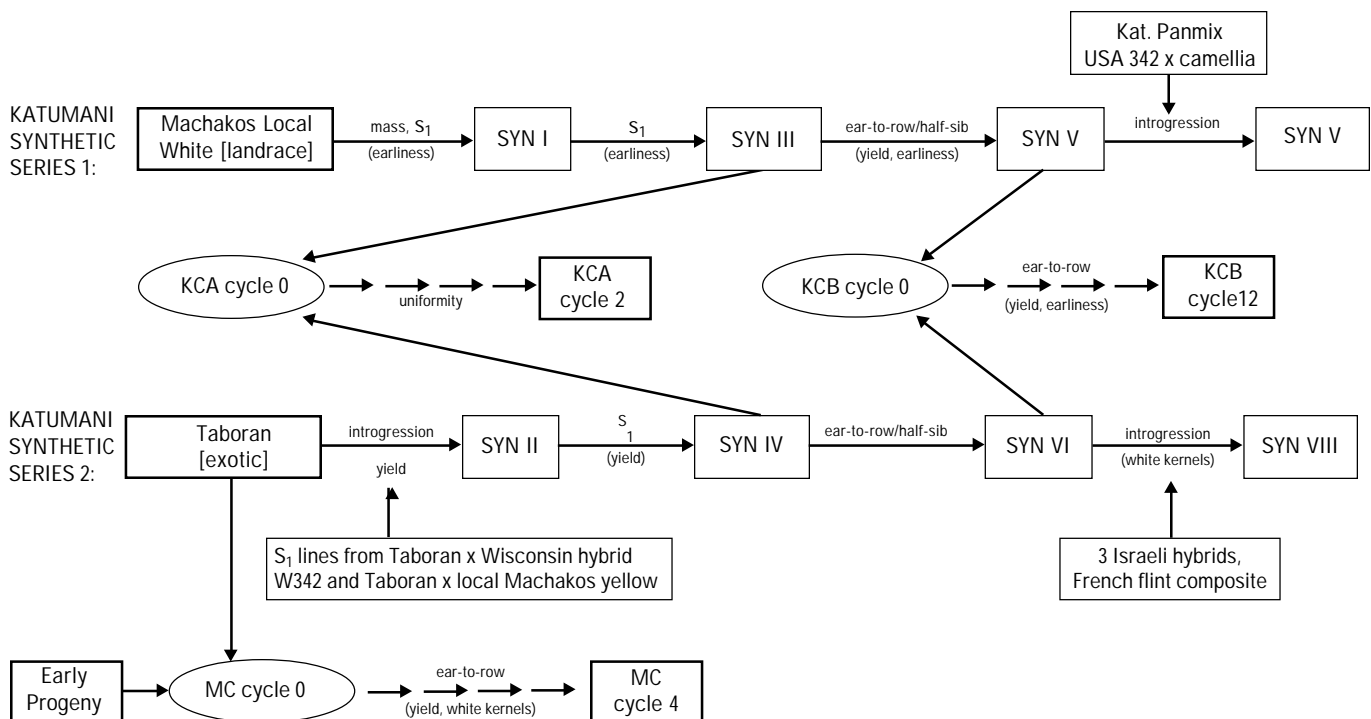 Kat. Panmix
USA 342 x camellia
KATUMANI
SYNTHETIC
SERIES 1:
Machakos Local
White [landrace]
mass, S1
(earliness)
SYN I
S1
(earliness)
SYN III
ear-to-row/half-sib
(yield, earliness)
SYN V
introgression
SYN V
KCA cycle 0
uniformity
KCA
cycle 2
KCB cycle 0
ear-to-row
(yield, earliness)
KCB
cycle12
KATUMANI
SYNTHETIC
SERIES 2:
Taboran
[exotic]
introgression
yield
SYN II
S
1
(yield)
SYN IV
ear-to-row/half-sib
SYN VI
introgression
(white kernels)
SYN VIII
S1 lines from Taboran x Wisconsin hybrid
W342 and Taboran x local Machakos yellow
3 Israeli hybrids,
French flint composite
Early
Progeny
MC cycle 0
ear-to-row
(yield, white kernels)
MC
cycle 4